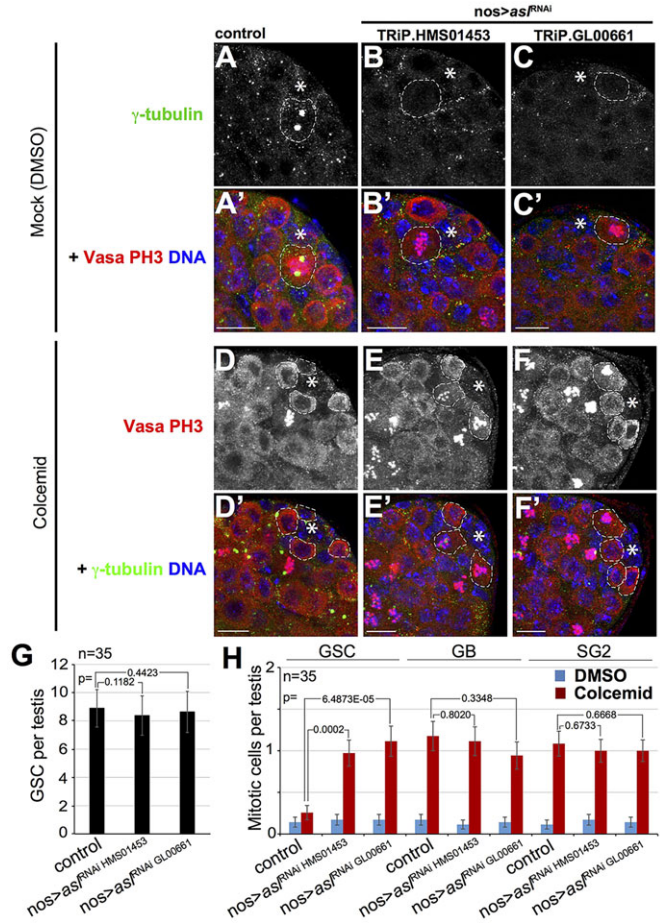 nos>aslRNAi
control TRiP.HMS01453 TRiP.GL00661
A B C
* * *
γ-tubulin
Mock (DMSO)
A' B' C'
* * *
+ Vasa PH3 DNA
D E F
* * *
Vasa PH3
Colcemid
D' E' F'
* * *
+ γ-tubulin DNA
G
n=35
p=
0.4423
0.1182
GSC per testis
14
12
10
8
6
4
2
0
control
nos>aslRNAi HMS01453
nos>aslRNAi GL00661
H
GSC GB SG2
n=35
DMSO
Colcemid
p=
6.4873E-05
0.0002
0.3348
0.8020
0.6668
0.6733
Mitotic cells per testis
2
1
0
control
nos>aslRNAi HMS01453
nos>aslRNAi GL00661
control
nos>aslRNAi HMS01453
nos>aslRNAi GL00661
control
nos>aslRNAi HMS01453
nos>aslRNAi GL00661